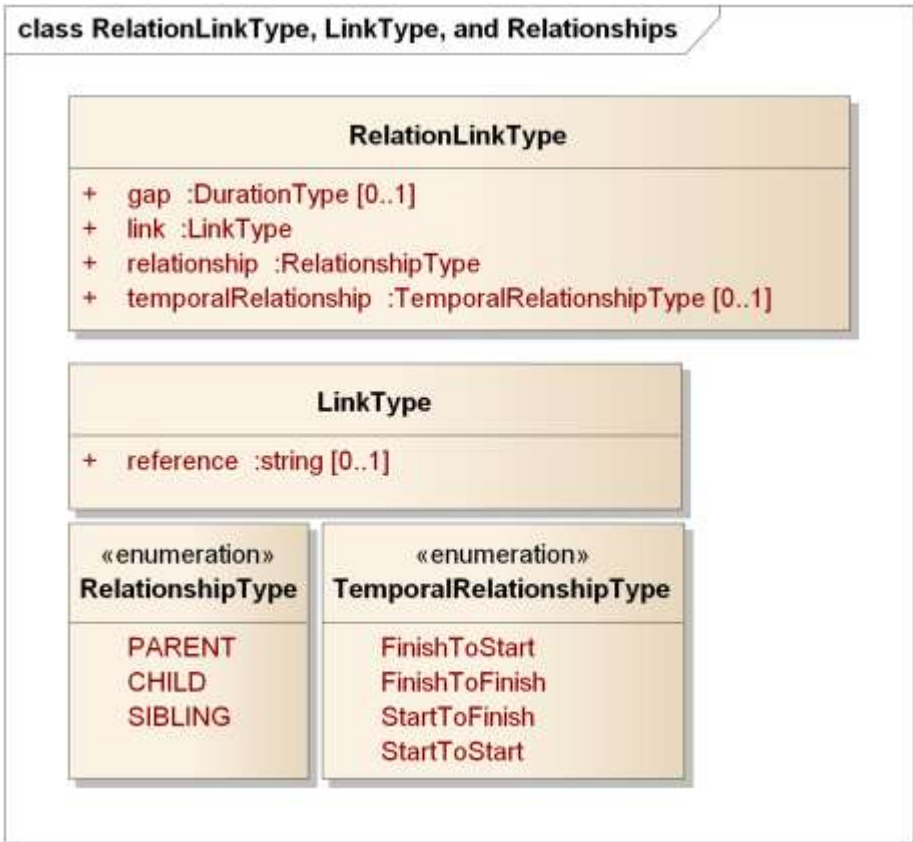 class RelationLinkType, LinkType, and Relationships
RelationLinkType
+ gap :DurationType [0..1]
+ link :LinkType
+ relationship :RelationshipType
+ temporalRelationship :TemporalRelationshipType [0..1]
LinkType
+ reference :string [0..1]
«enumeration»
RelationshipType
PARENT
CHILD
SIBLING
«enumeration»
TemporalRelationshipType
FinishToStart
FinishToFinish
StartToFinish
StartToStart